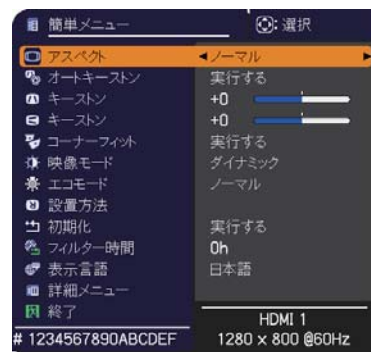 簡単メニュー :選択
アスペクト ノーマル
オートキーストン 実行する
キーストン +0
キーストン +0
コーナーフィット 実行する
映像モード ダイナミック
エコモード ノーマル
設置方法
初期化 実行する
フィルター時間 0h
表示言語 日本語
詳細メニュー
終了
HDMI 1
# 1234567890ABCDEF 1280 x 800 @60Hz